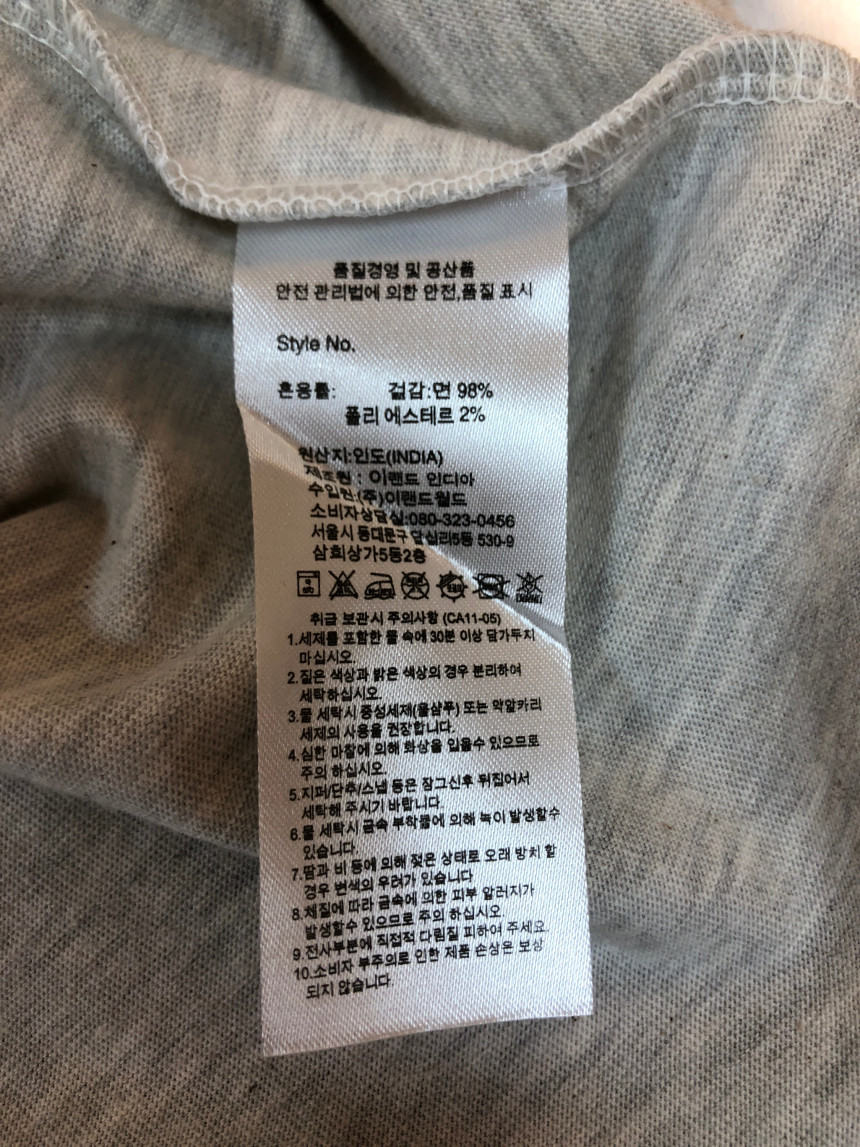 품질경영 및 공산품
안전 관리법에 의한 안전,품질 표시
Style No.
혼용률: 겉감:면 98%
폴리 에스테르 2%
원산지:인도(INDIA)
제조원 : 이랜드 인디아
수입원:(주)이랜드월드
소비자상담실:080-323-0456
서울시 동대문구 답십리5동 530-9
삼희상가5동2층
취급 보관시 주의사항 (CA11-05)
1.세제를 포함한 물 속에 30분 이상 담가두지
마십시오.
2.짙은 색상과 밝은 색상의 경우 분리하여
세탁하십시오.
3.물 세탁시 중성세제(울샴푸) 또는 약알카리
세제의 사용을 권장합니다.
4.심한 마찰에 의해 화상을 입을수 있으므로
주의 하십시오.
5.지퍼/단추/스냅 등은 잠그신후 뒤집어서
세탁해 주시기 바랍니다.
6.물 세탁시 금속 부착물에 의해 녹이 발생할수
있습니다.
7.땀과 비 등에 의해 젖은 상태로 오래 방치 할
경우 변색의 우려가 있습니다
8.체질에 따라 금속에 의한 피부 알러지가
발생할수 있으므로 주의 하십시오.
9.전사부분에 직접적 다림질 피하여 주세요.
10.소비자 부주의로 인한 제품 손상은 보상
되지 않습니다.